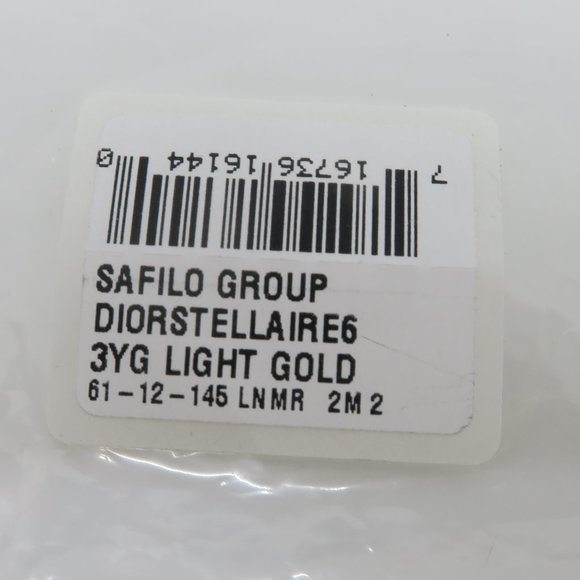 7 16736 16144 0
SAFILO GROUP
DIORSTELLAIRE6
3YG LIGHT GOLD
61-12-145 LNMR 2M2